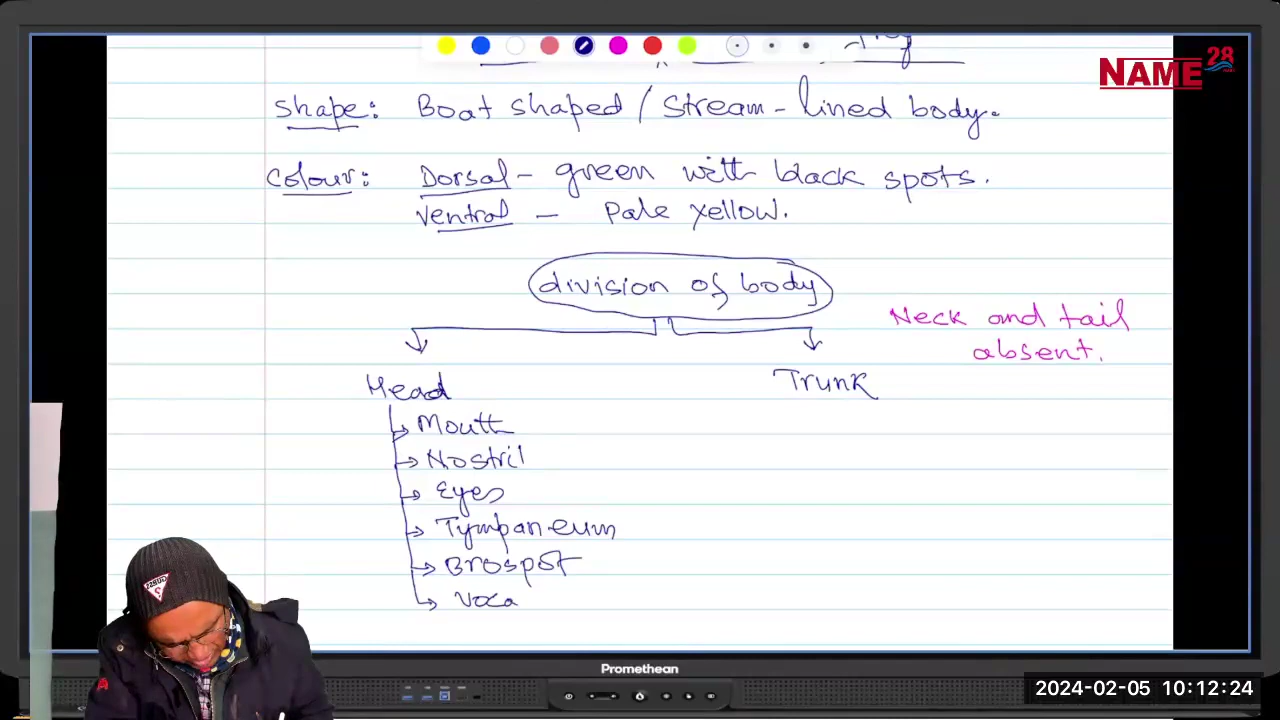 NAME 28
Shape: Boat shaped / Stream-lined body.
Colour: Dorsal - green with black spots.
Ventral - Pale yellow.
division of body
Neck and tail
absent.
Head
Trunk
Mouth
Nostril
Eyes
Tympaneum
Brospot
Voca
Promethean
2024-02-05 10:12:24